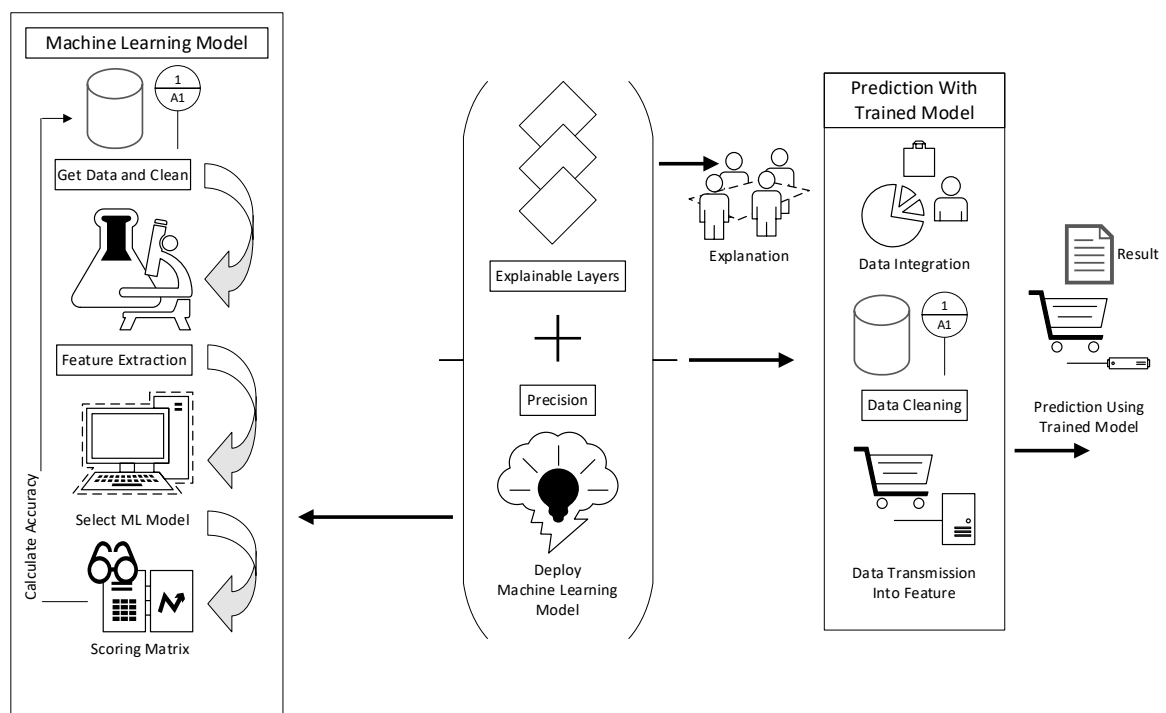 Machine Learning Model
1
A1
Get Data and Clean
Feature Extraction
Select ML Model
Calculate Accuracy
Scoring Matrix
Explainable Layers
Precision
Deploy
Machine Learning
Model
Explanation
Prediction With
Trained Model
Data Integration
1
A1
Data Cleaning
Data Transmission
Into Feature
Result
Prediction Using
Trained Model